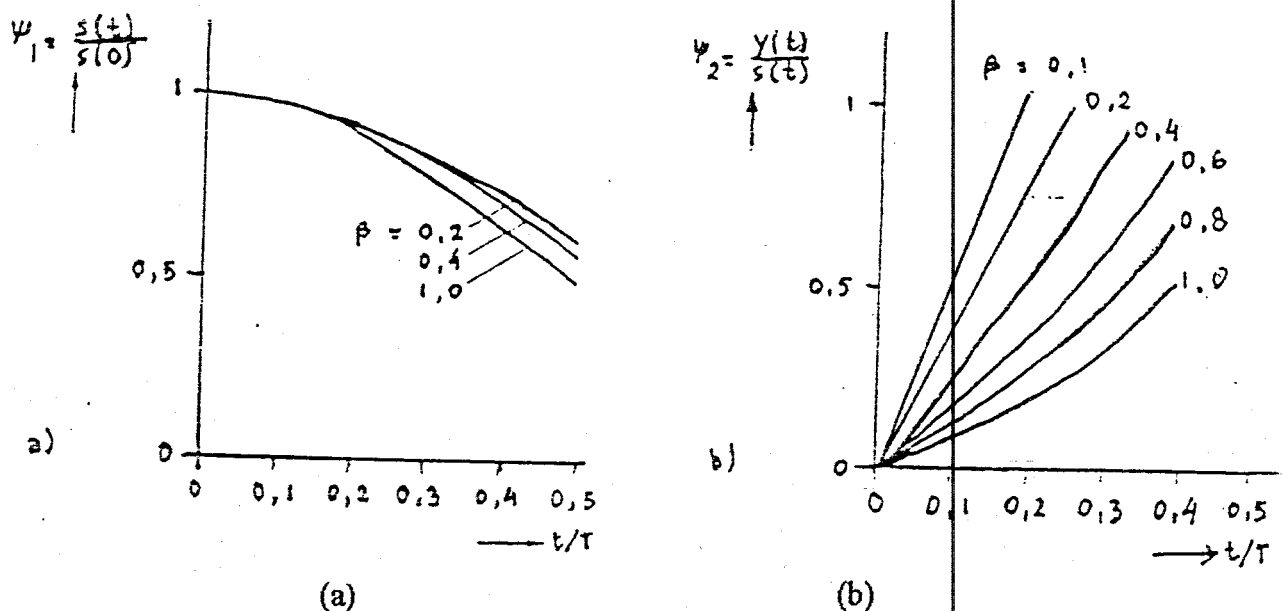 ψ₁ = s(t)/s(0)
1
0,5
0
β = 0,2
0,4
1,0
a)
0 0,1 0,2 0,3 0,4 0,5
t/T
(a)
ψ₂ = y(t)/s(t)
β = 0,1
0,2
0,4
0,6
0,8
1,0
1
0,5
0
b)
0 0,1 0,2 0,3 0,4 0,5
t/T
(b)